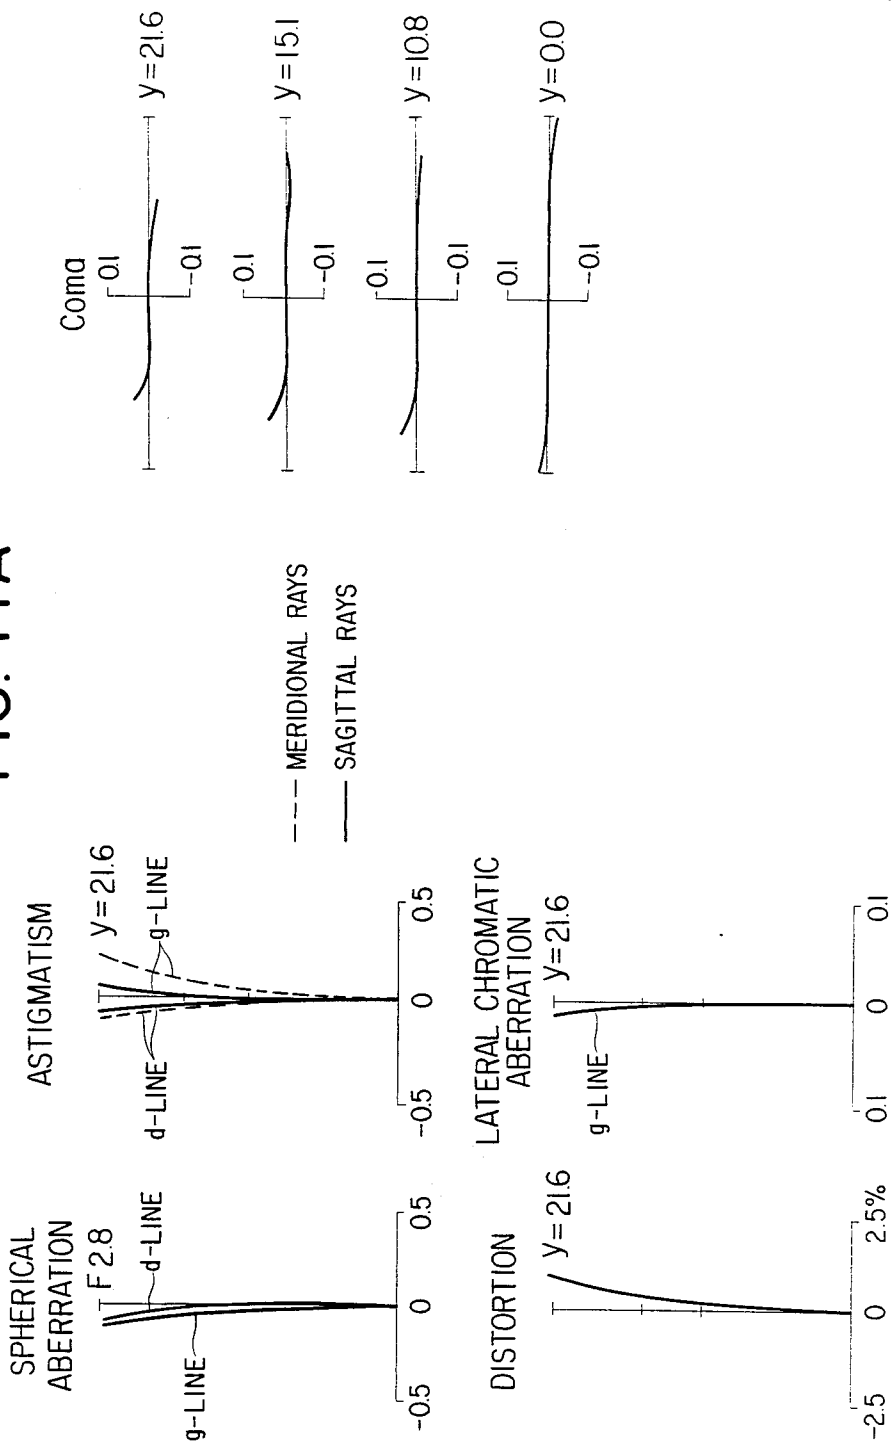 SPHERICAL
ABERRATION
F 2.8
d-LINE
g-LINE
-0.5
0
0.5
ASTIGMATISM
y=21.6
g-LINE
d-LINE
-0.5
0
0.5
--- MERIDIONAL RAYS
— SAGITTAL RAYS
DISTORTION
y=21.6
-2.5
0
2.5%
LATERAL CHROMATIC
ABERRATION
y=21.6
g-LINE
0.1
0
0.1
Coma
0.1
-0.1
y=21.6
0.1
-0.1
y=15.1
0.1
-0.1
y=10.8
0.1
-0.1
y=0.0